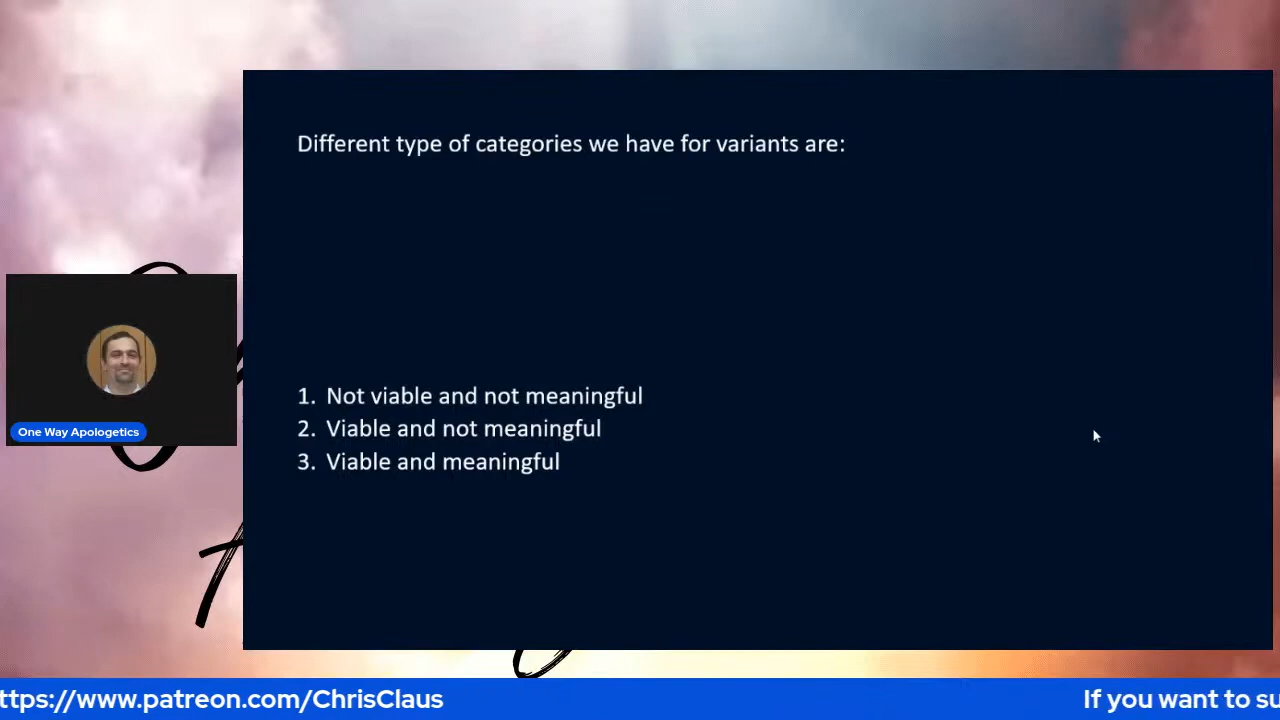 Different type of categories we have for variants are:
1. Not viable and not meaningful
2. Viable and not meaningful
3. Viable and meaningful
One Way Apologetics
ttps://www.patreon.com/ChrisClaus
If you want to su